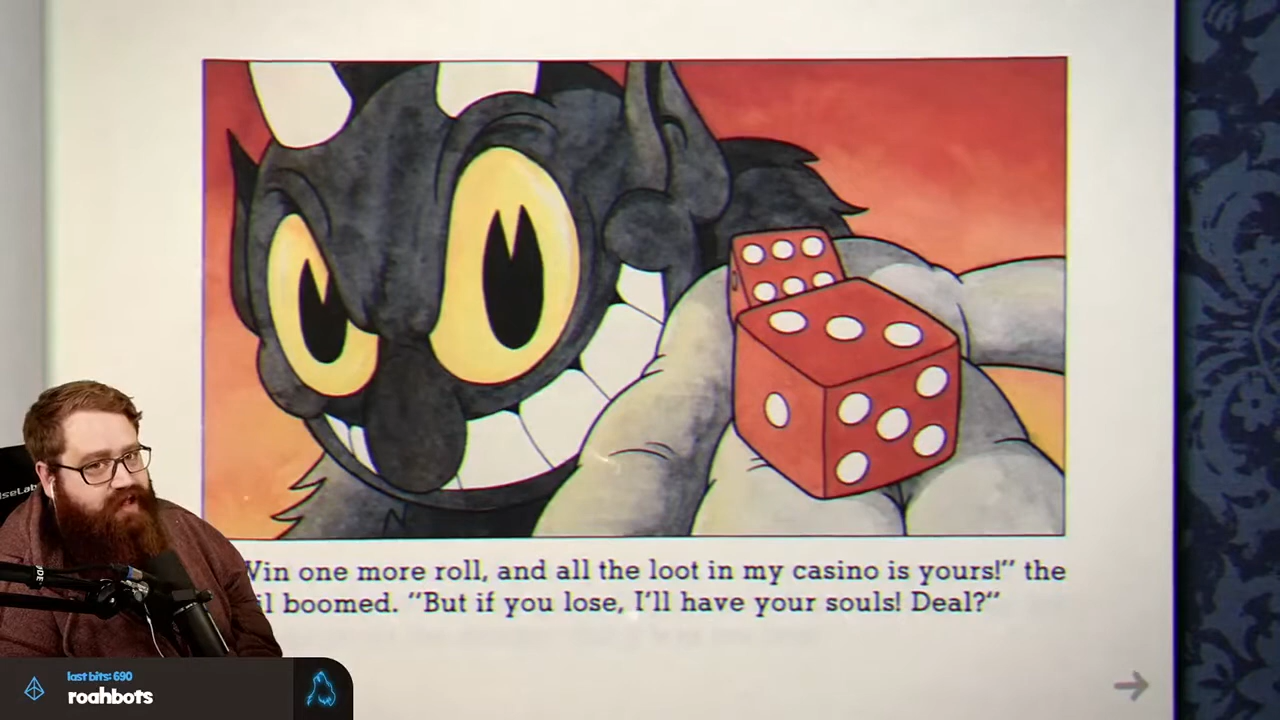 Win one more roll, and all the loot in my casino is yours!" the
boomed. "But if you lose, I'll have your souls! Deal?"
last bits: 690
roahbots